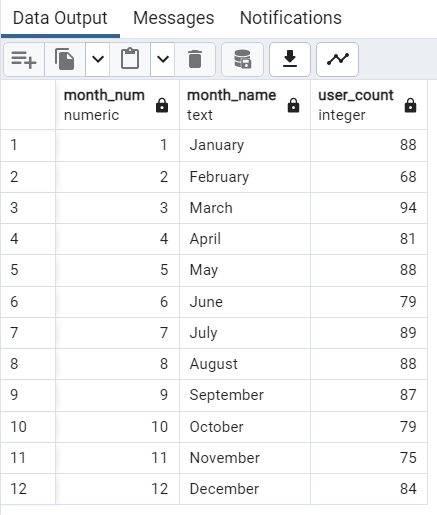 Data Output Messages Notifications
month_num month_name user_count
numeric text integer
1 1 January 88
2 2 February 68
3 3 March 94
4 4 April 81
5 5 May 88
6 6 June 79
7 7 July 89
8 8 August 88
9 9 September 87
10 10 October 79
11 11 November 75
12 12 December 84